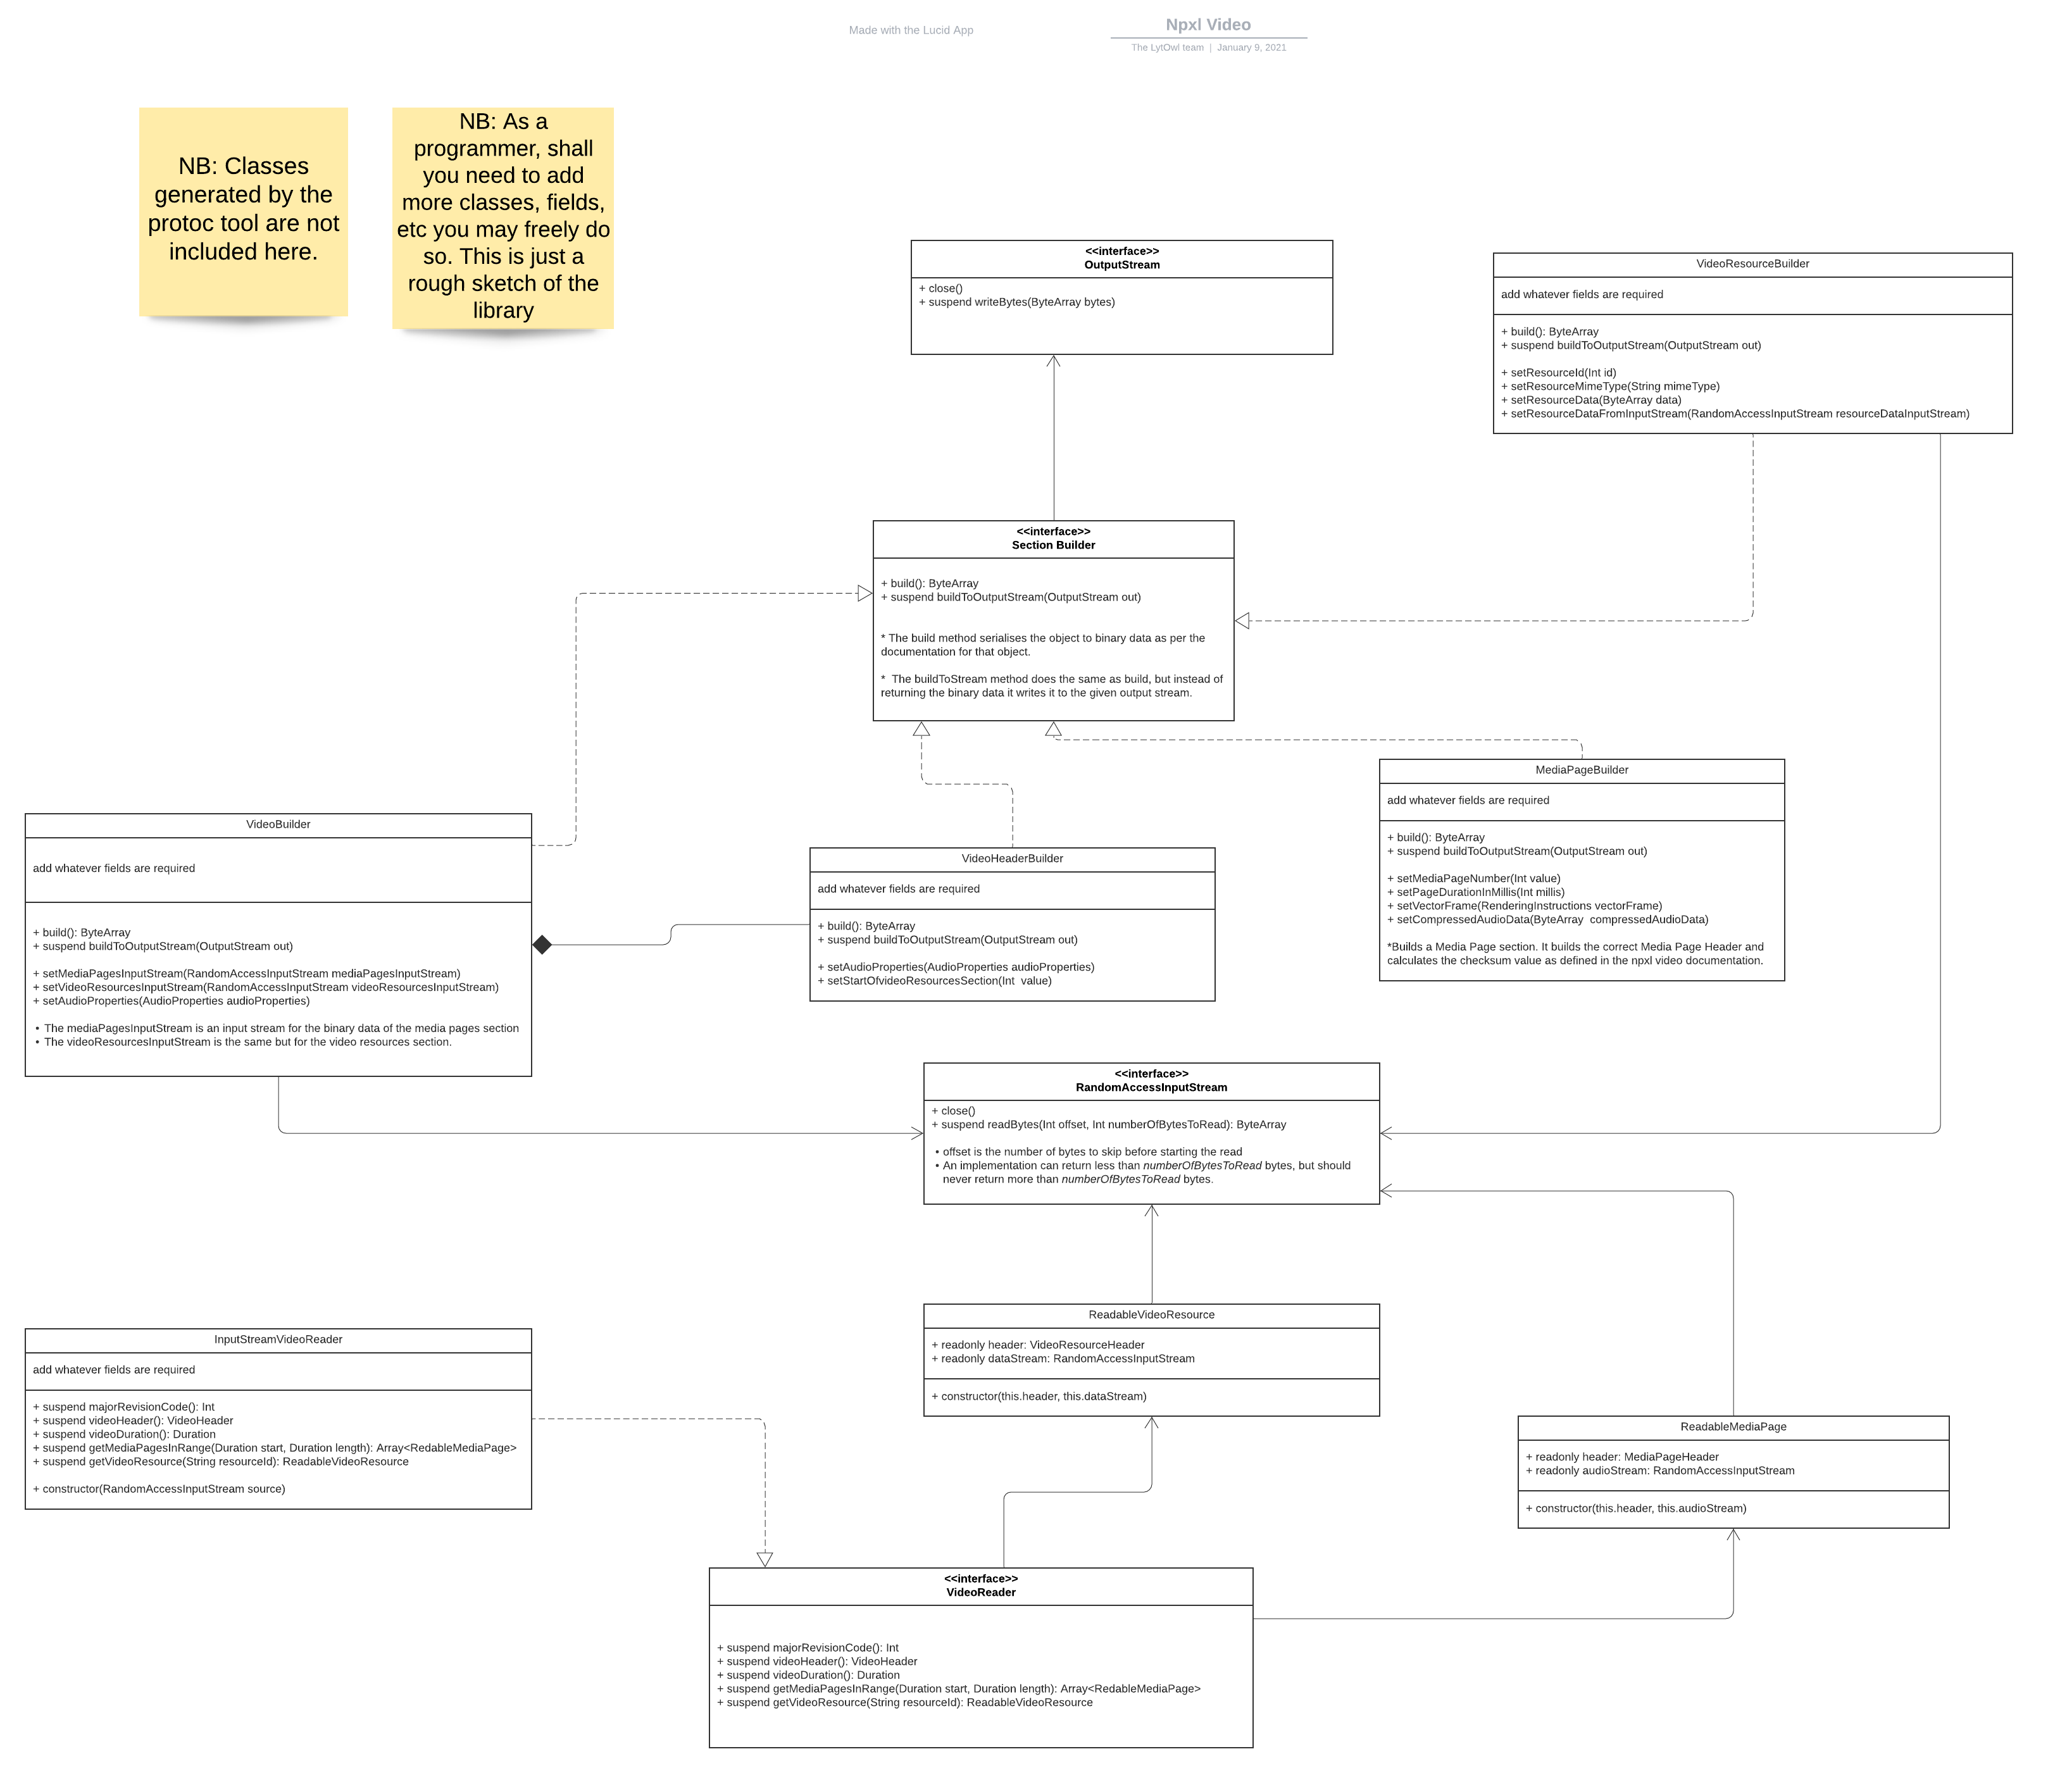 Made with the Lucid App
Npxl Video
The LytOwl team | January 9, 2021
NB: Classes
generated by the
protoc tool are not
included here.
NB: As a
programmer, shall
you need to add
more classes, fields,
etc you may freely do
so. This is just a
rough sketch of the
library
<<interface>>
OutputStream
+ close()
+ suspend writeBytes(ByteArray bytes)
VideoResourceBuilder
add whatever fields are required
+ build(): ByteArray
+ suspend buildToOutputStream(OutputStream out)
+ setResourceId(Int id)
+ setResourceMimeType(String mimeType)
+ setResourceData(ByteArray data)
+ setResourceDataFromInputStream(RandomAccessInputStream resourceDataInputStream)
<<interface>>
Section Builder
+ build(): ByteArray
+ suspend buildToOutputStream(OutputStream out)
* The build method serialises the object to binary data as per the
documentation for that object.
* The buildToStream method does the same as build, but instead of
returning the binary data it writes it to the given output stream.
MediaPageBuilder
add whatever fields are required
+ build(): ByteArray
+ suspend buildToOutputStream(OutputStream out)
+ setMediaPageNumber(Int value)
+ setPageDurationInMillis(Int millis)
+ setVectorFrame(RenderingInstructions vectorFrame)
+ setCompressedAudioData(ByteArray compressedAudioData)
*Builds a Media Page section. It builds the correct Media Page Header and
calculates the checksum value as defined in the npxl video documentation.
VideoBuilder
add whatever fields are required
+ build(): ByteArray
+ suspend buildToOutputStream(OutputStream out)
+ setMediaPagesInputStream(RandomAccessInputStream mediaPagesInputStream)
+ setVideoResourcesInputStream(RandomAccessInputStream videoResourcesInputStream)
+ setAudioProperties(AudioProperties audioProperties)
• The mediaPagesInputStream is an input stream for the binary data of the media pages section
• The videoResourcesInputStream is the same but for the video resources section.
VideoHeaderBuilder
add whatever fields are required
+ build(): ByteArray
+ suspend buildToOutputStream(OutputStream out)
+ setAudioProperties(AudioProperties audioProperties)
+ setStartOfvideoResourcesSection(Int value)
<<interface>>
RandomAccessInputStream
+ close()
+ suspend readBytes(Int offset, Int numberOfBytesToRead): ByteArray
• offset is the number of bytes to skip before starting the read
• An implementation can return less than numberOfBytesToRead bytes, but should
never return more than numberOfBytesToRead bytes.
ReadableVideoResource
+ readonly header: VideoResourceHeader
+ readonly dataStream: RandomAccessInputStream
+ constructor(this.header, this.dataStream)
InputStreamVideoReader
add whatever fields are required
+ suspend majorRevisionCode(): Int
+ suspend videoHeader(): VideoHeader
+ suspend videoDuration(): Duration
+ suspend getMediaPagesInRange(Duration start, Duration length): Array<RedableMediaPage>
+ suspend getVideoResource(String resourceId): ReadableVideoResource
+ constructor(RandomAccessInputStream source)
ReadableMediaPage
+ readonly header: MediaPageHeader
+ readonly audioStream: RandomAccessInputStream
+ constructor(this.header, this.audioStream)
<<interface>>
VideoReader
+ suspend majorRevisionCode(): Int
+ suspend videoHeader(): VideoHeader
+ suspend videoDuration(): Duration
+ suspend getMediaPagesInRange(Duration start, Duration length): Array<RedableMediaPage>
+ suspend getVideoResource(String resourceId): ReadableVideoResource